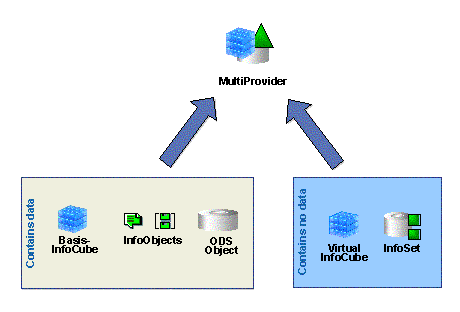 MultiProvider
Contains data
Basis-
InfoCube
InfoObjects
ODS
Object
Contains no data
Virtual
InfoCube
InfoSet